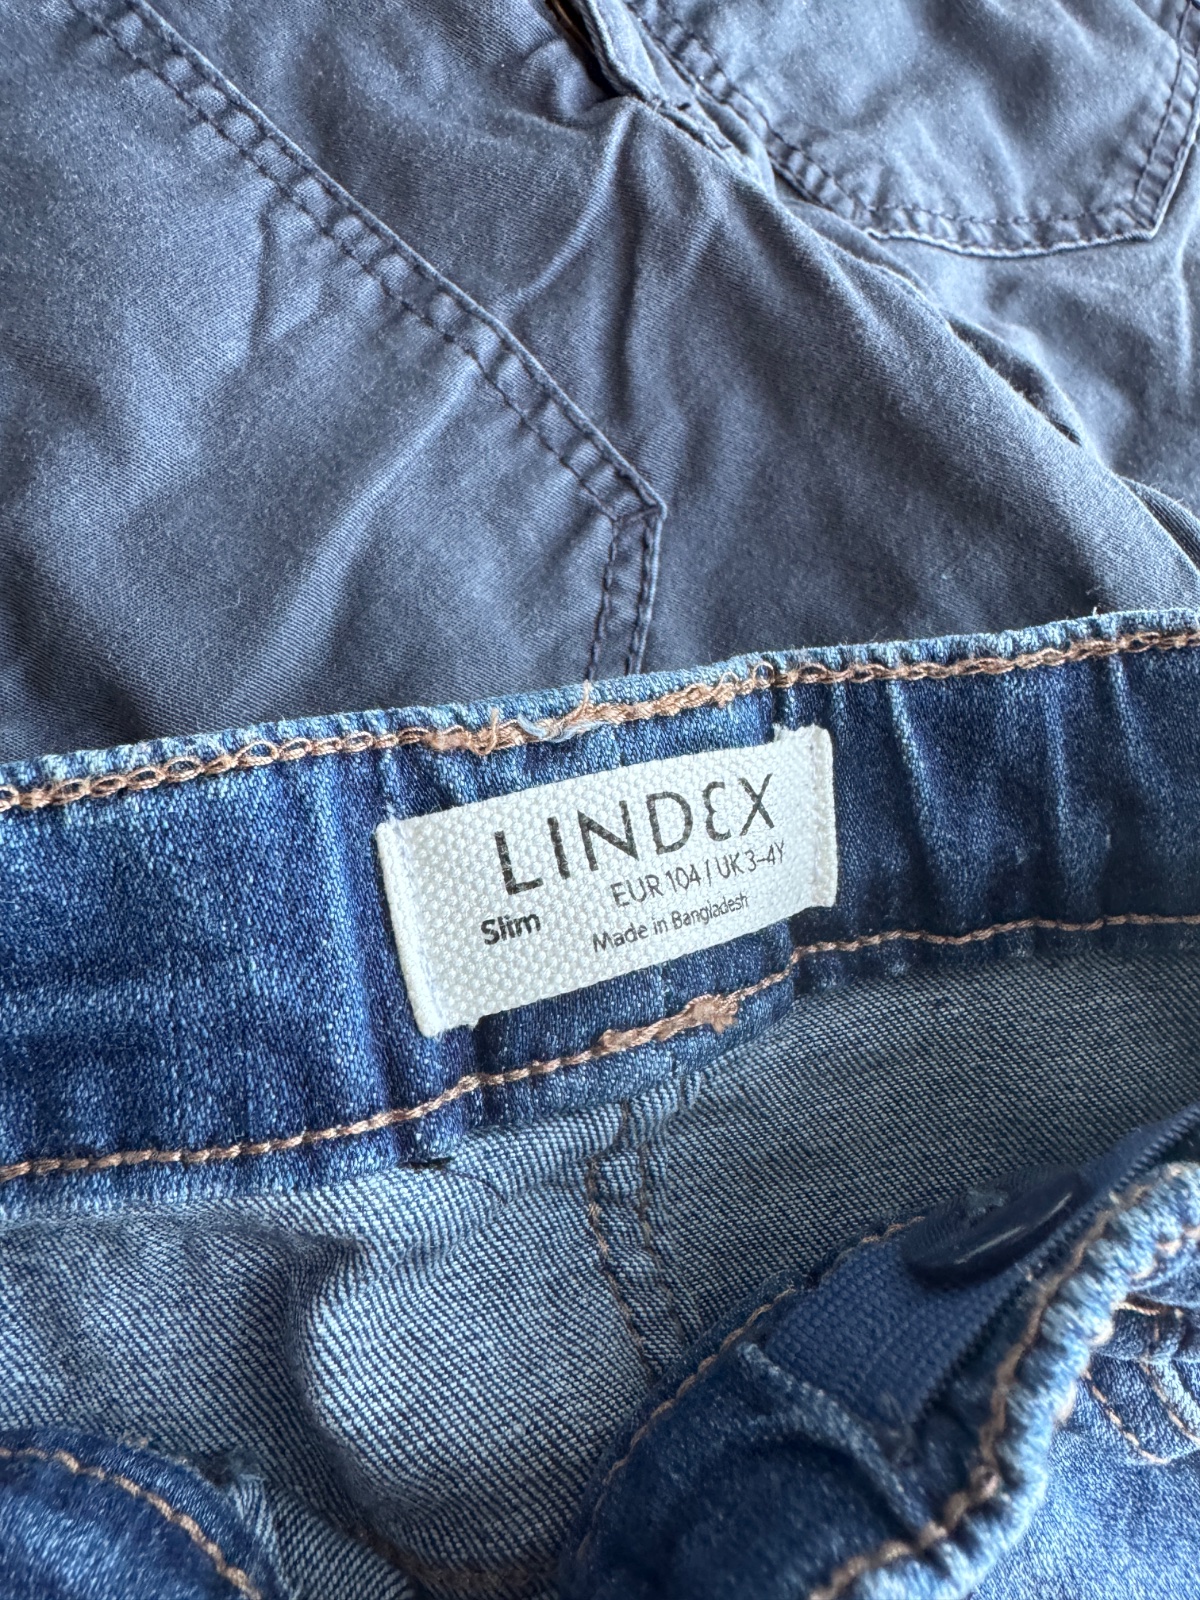 LINDEX
EUR 104 / UK 3-4Y
Slim
Made in Bangladesh